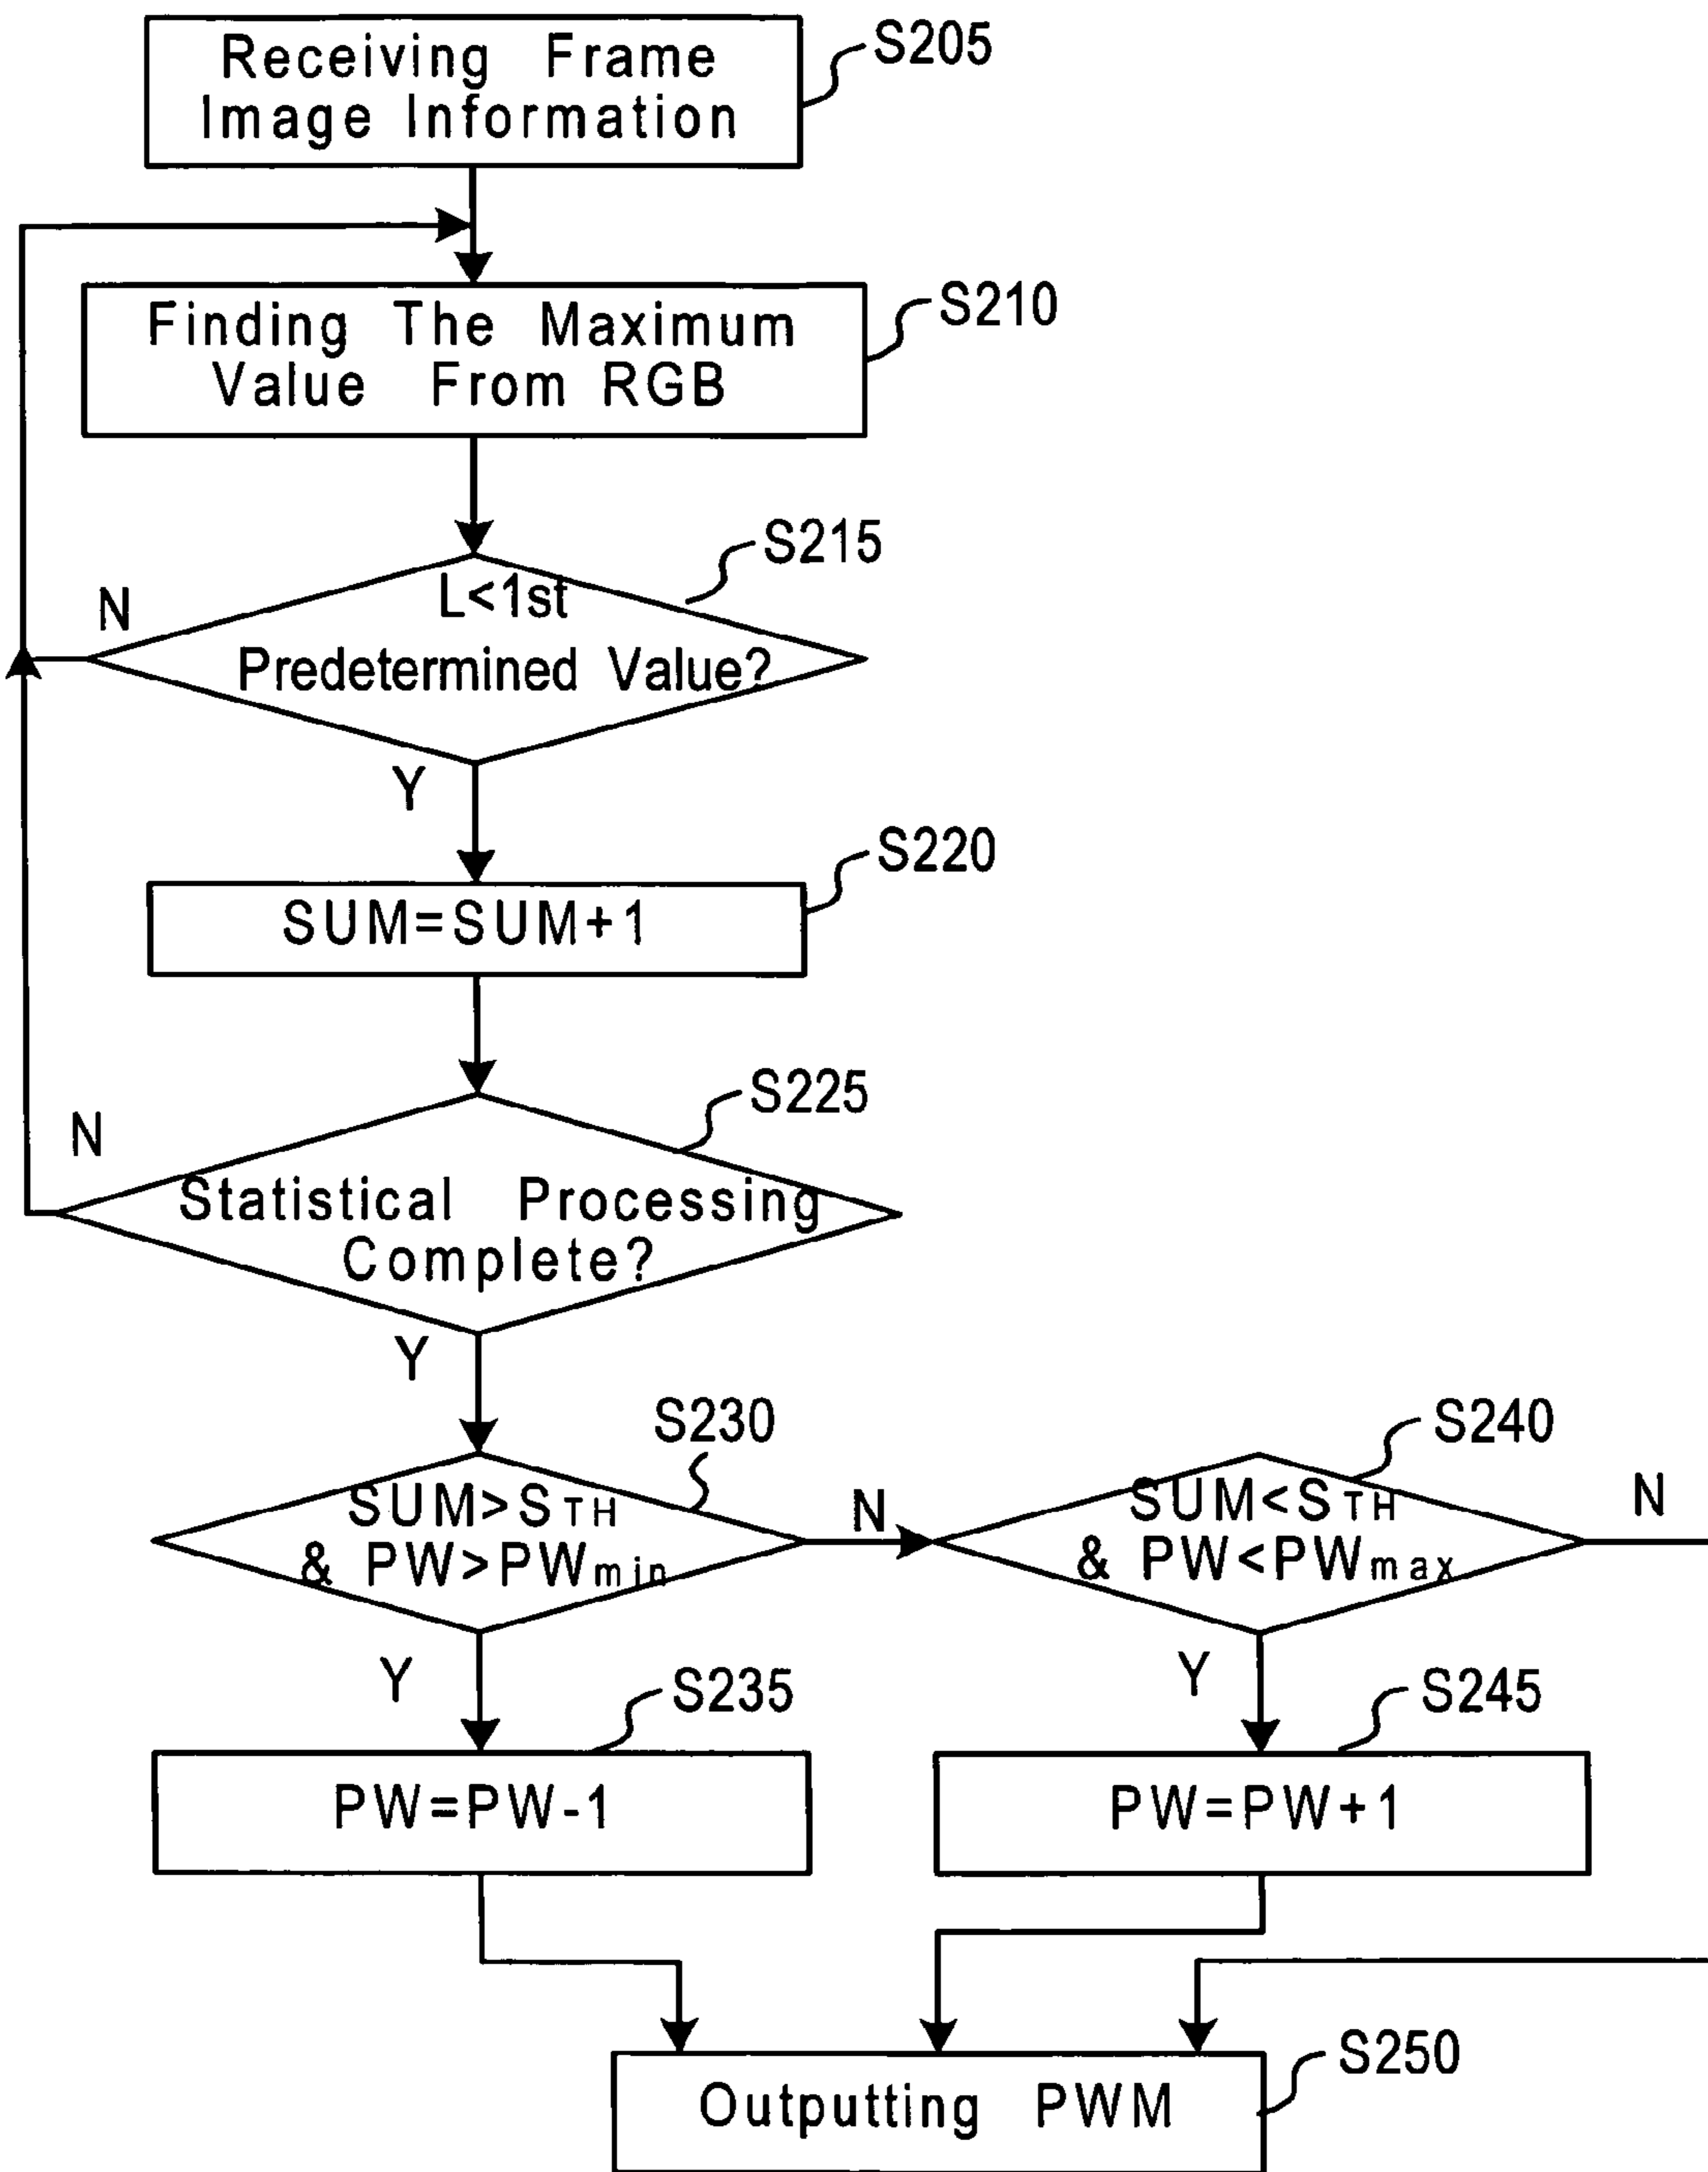 Receiving Frame
Image Information
S205
Finding The Maximum
Value From RGB
S210
L<1st
Predetermined Value?
S215
N
Y
SUM=SUM+1
S220
Statistical Processing
Complete?
S225
N
Y
SUM>STH
& PW>PWmin
S230
N
SUM<STH
& PW<PWmax
S240
N
Y
Y
PW=PW-1
S235
PW=PW+1
S245
Outputting PWM
S250